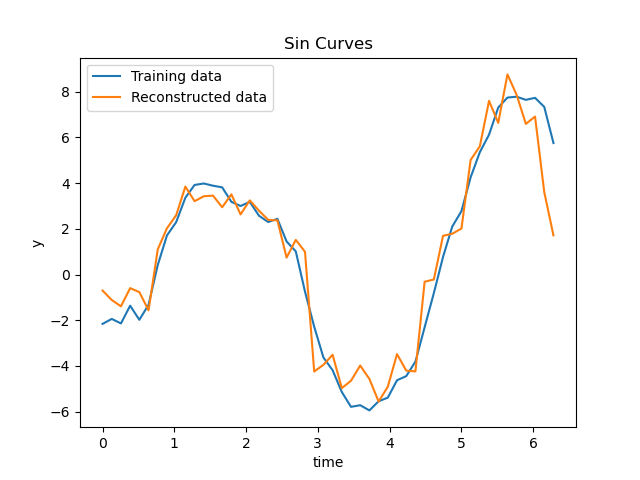 Sin Curves
Training data
Reconstructed data
8
6
4
2
0
−2
−4
−6
y
0 1 2 3 4 5 6
time